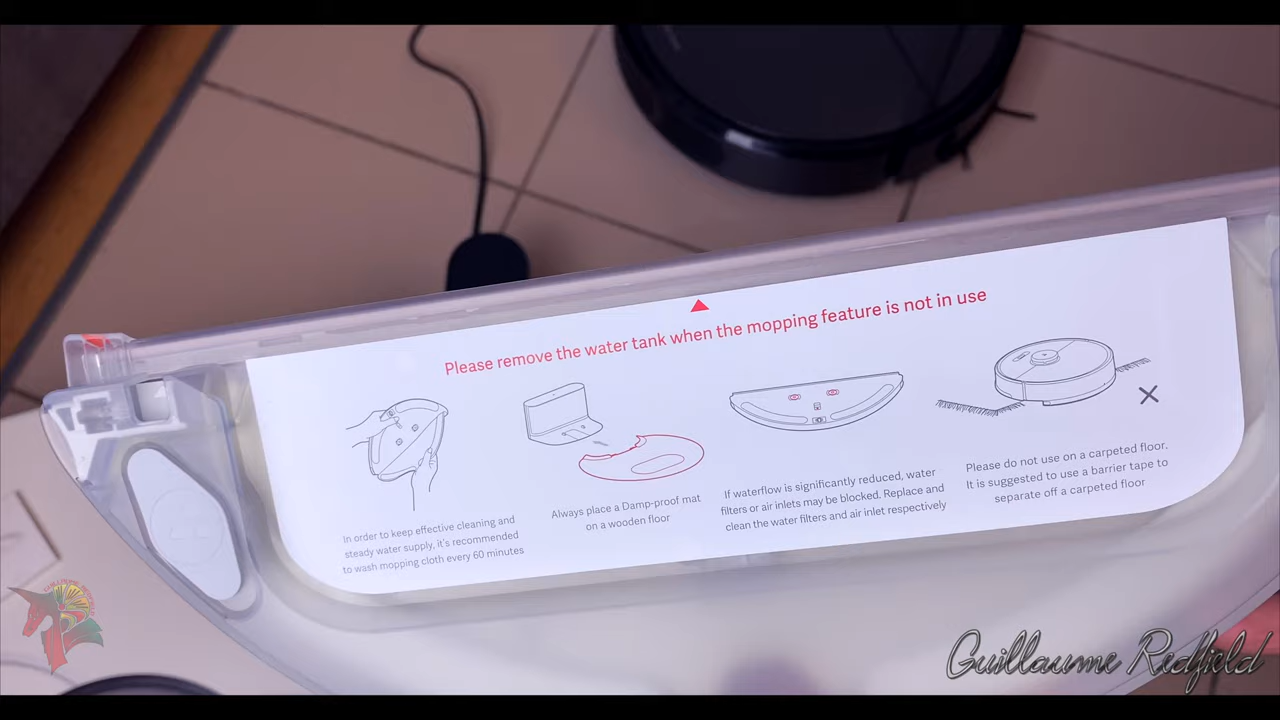 Please remove the water tank when the mopping feature is not in use
In order to keep effective cleaning and
steady water supply, it's recommended
to wash mopping cloth every 60 minutes
Always place a Damp-proof mat
on a wooden floor
If waterflow is significantly reduced, water
filters or air inlets may be blocked. Replace and
clean the water filters and air inlet respectively
Please do not use on a carpeted floor.
It is suggested to use a barrier tape to
separate off a carpeted floor
Guillaume Redfield